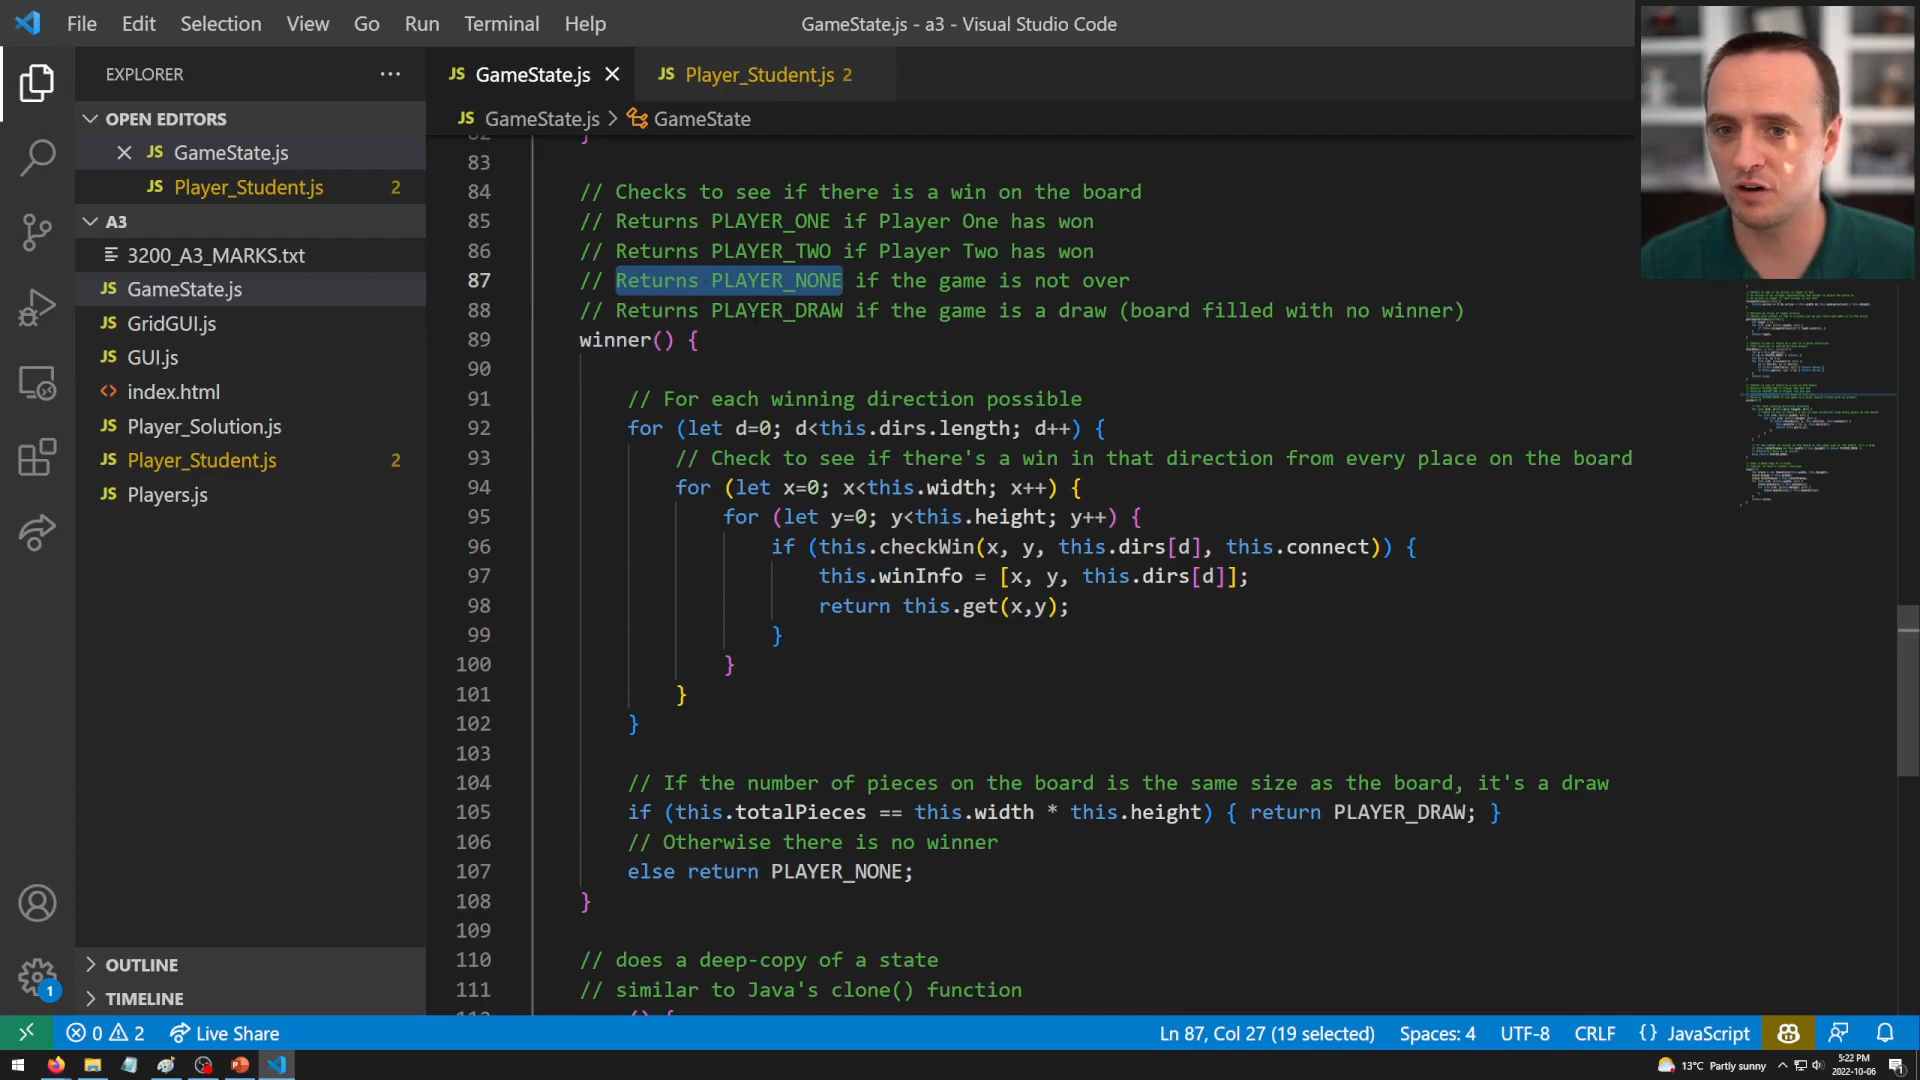 File Edit Selection View Go Run Terminal Help
GameState.js - a3 - Visual Studio Code
EXPLORER
OPEN EDITORS
JS GameState.js
JS Player_Student.js 2
A3
3200_A3_MARKS.txt
JS GameState.js
JS GridGUI.js
JS GUI.js
<> index.html
JS Player_Solution.js
JS Player_Student.js 2
JS Players.js
OUTLINE
TIMELINE
JS GameState.js
JS Player_Student.js 2
JS GameState.js > GameState
82 }
83
84 // Checks to see if there is a win on the board
85 // Returns PLAYER_ONE if Player One has won
86 // Returns PLAYER_TWO if Player Two has won
87 // Returns PLAYER_NONE if the game is not over
88 // Returns PLAYER_DRAW if the game is a draw (board filled with no winner)
89 winner() {
90
91 // For each winning direction possible
92 for (let d=0; d<this.dirs.length; d++) {
93 // Check to see if there's a win in that direction from every place on the board
94 for (let x=0; x<this.width; x++) {
95 for (let y=0; y<this.height; y++) {
96 if (this.checkWin(x, y, this.dirs[d], this.connect)) {
97 this.winInfo = [x, y, this.dirs[d]];
98 return this.get(x,y);
99 }
100 }
101 }
102 }
103
104 // If the number of pieces on the board is the same size as the board, it's a draw
105 if (this.totalPieces == this.width * this.height) { return PLAYER_DRAW; }
106 // Otherwise there is no winner
107 else return PLAYER_NONE;
108 }
109
110 // does a deep-copy of a state
111 // similar to Java's clone() function
1
0 2 Live Share
Ln 87, Col 27 (19 selected) Spaces: 4 UTF-8 CRLF {} JavaScript
13°C Partly sunny
5:22 PM
2022-10-06